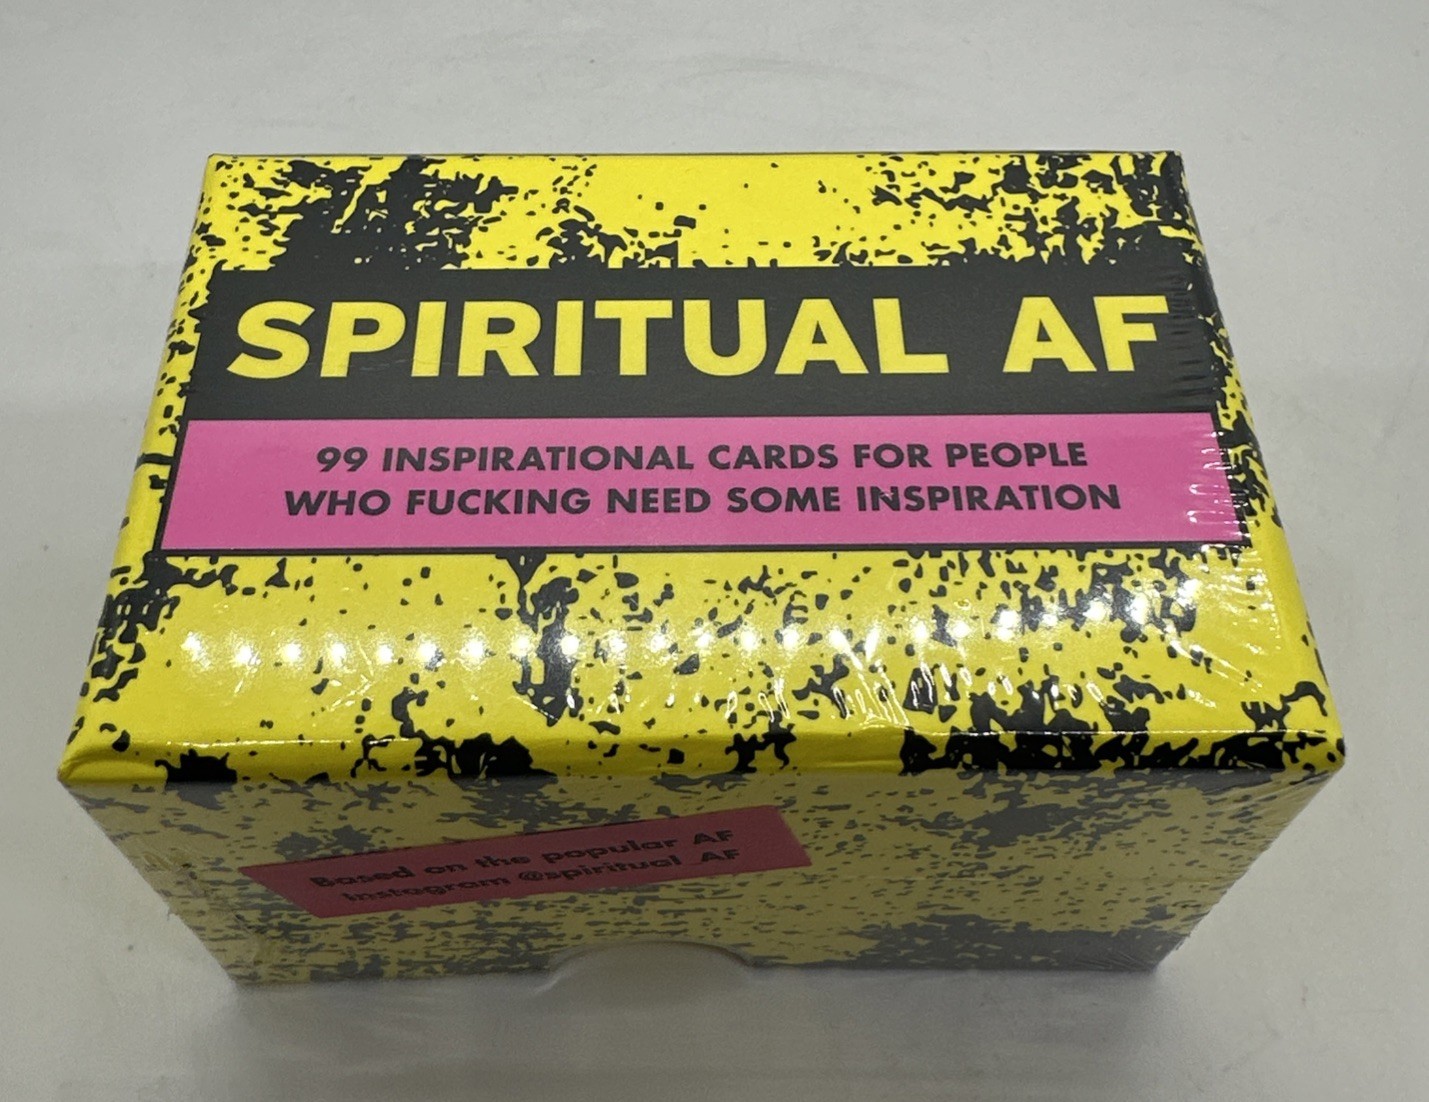 SPIRITUAL AF
99 INSPIRATIONAL CARDS FOR PEOPLE
WHO FUCKING NEED SOME INSPIRATION
Based on the popular AF
Instagram @spiritual_AF